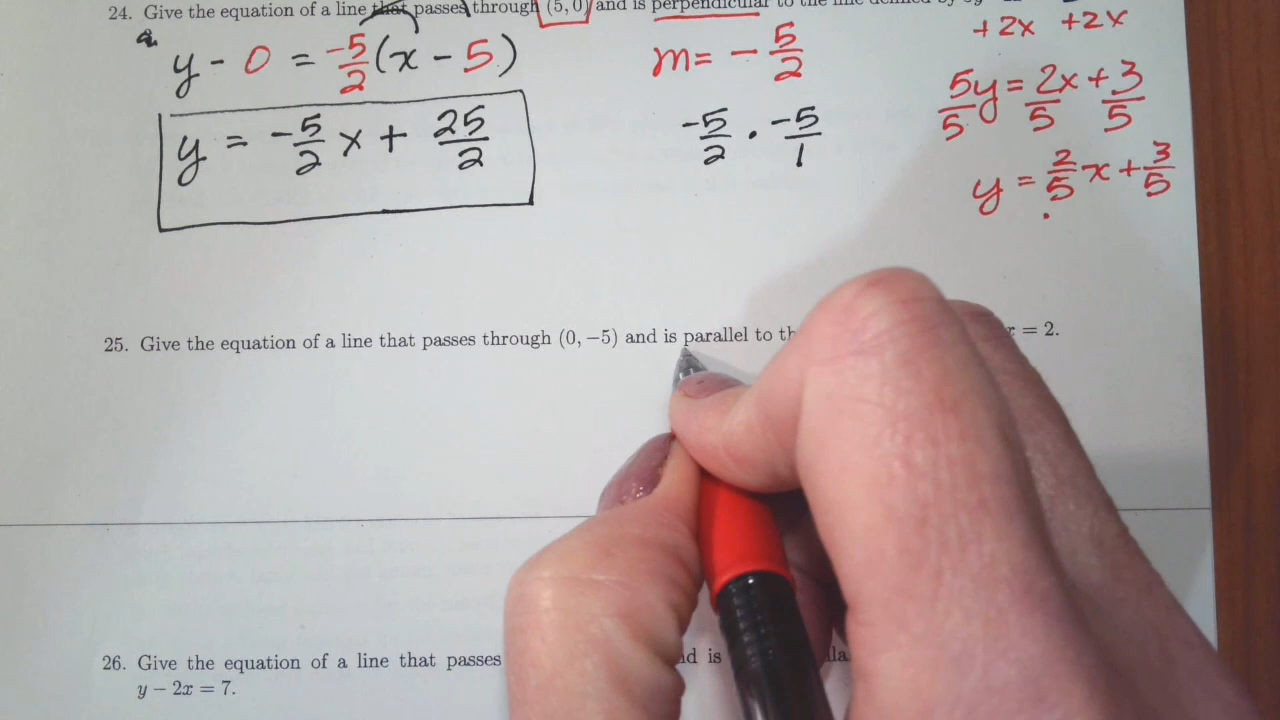 24. Give the equation of a line that passes through (5, 0) and is perpendicular to the line defined by 5y
+2x +2x
y - 0 = -5/2 (x - 5)
m = - 5/2
5y/5 = 2x/5 + 3/5
y = -5/2 x + 25/2
-5/2 · -5/1
y = 2/5 x + 3/5
25. Give the equation of a line that passes through (0, −5) and is parallel to th x = 2.
26. Give the equation of a line that passes nd is
y − 2x = 7.